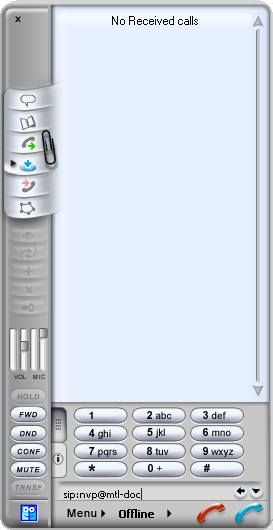 x
No Received calls
VOL MIC
HOLD
FWD
DND
CONF
MUTE
TRNSF
1 2 abc 3 def
4 ghi 5 jkl 6 mno
7 pqrs 8 tuv 9 wxyz
* 0 + #
sip:nvp@mtl-doc
Menu Offline